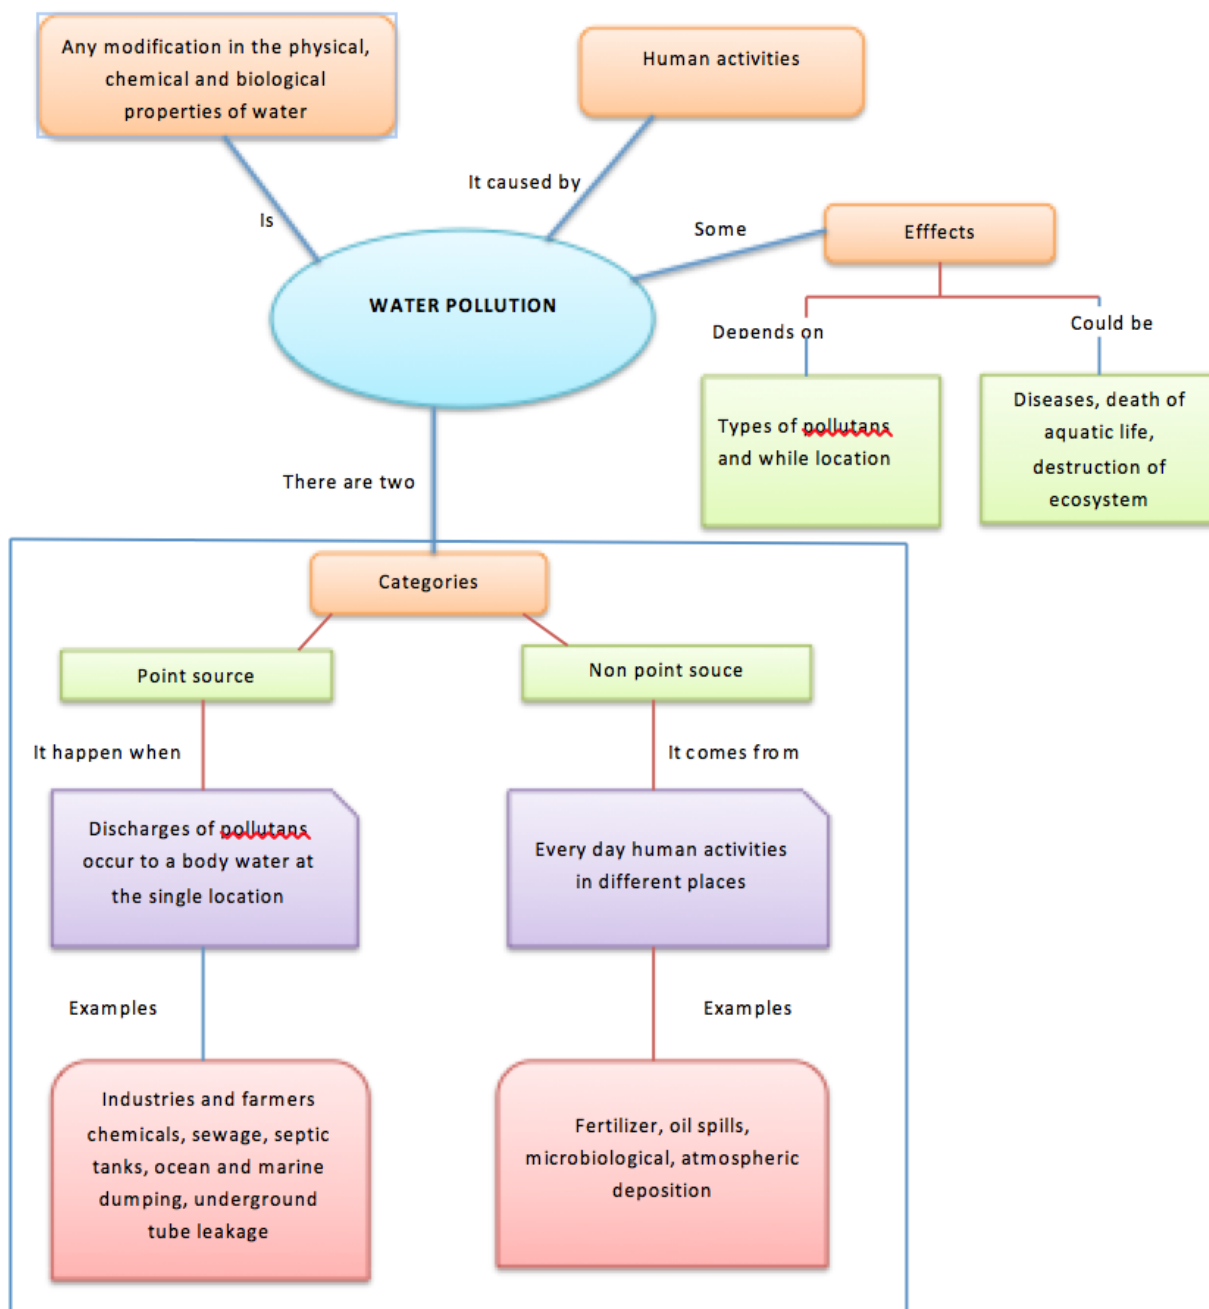 Any modification in the physical,
chemical and biological
properties of water
Human activities
It caused by
Is
Some
Efffects
WATER POLLUTION
Depends on
Could be
Types of pollutans
and while location
Diseases, death of
aquatic life,
destruction of
ecosystem
There are two
Categories
Point source
Non point souce
It happen when
It comes from
Discharges of pollutans
occur to a body water at
the single location
Every day human activities
in different places
Examples
Examples
Industries and farmers
chemicals, sewage, septic
tanks, ocean and marine
dumping, underground
tube leakage
Fertilizer, oil spills,
microbiological, atmospheric
deposition